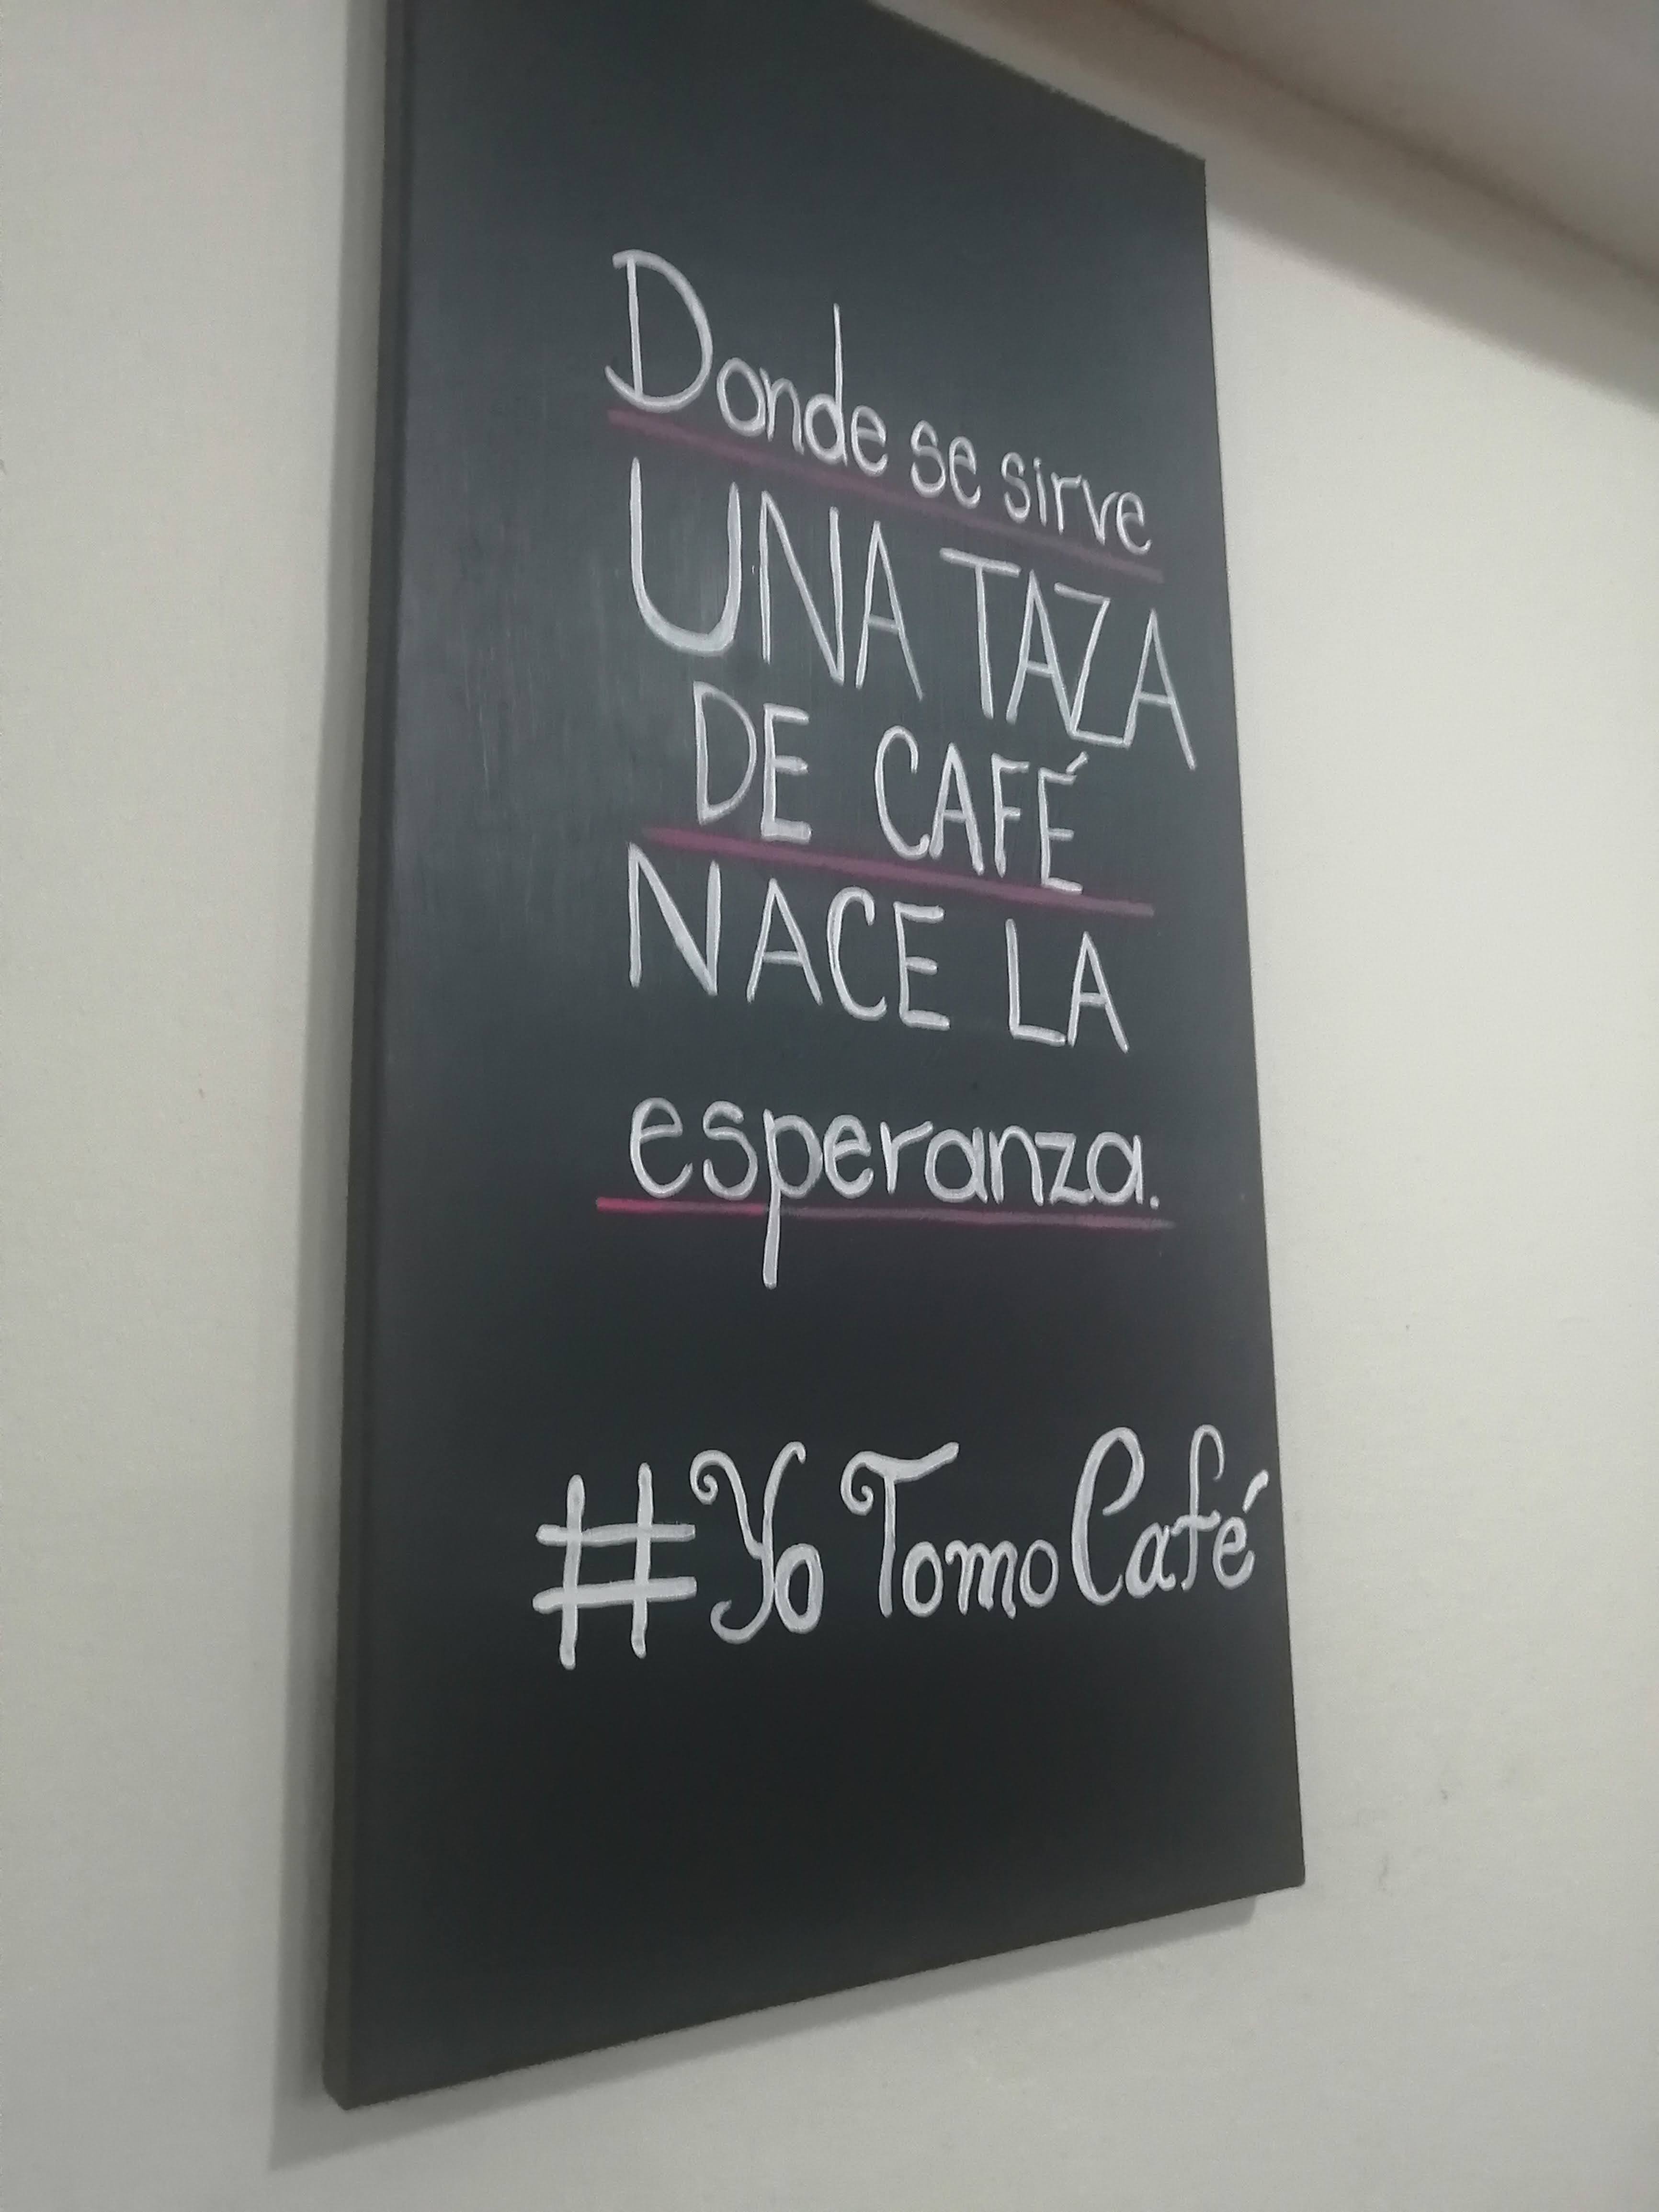 Donde se sirve
UNA TAZA
DE CAFÉ
NACE LA
esperanza.
#Yo Tomo Café